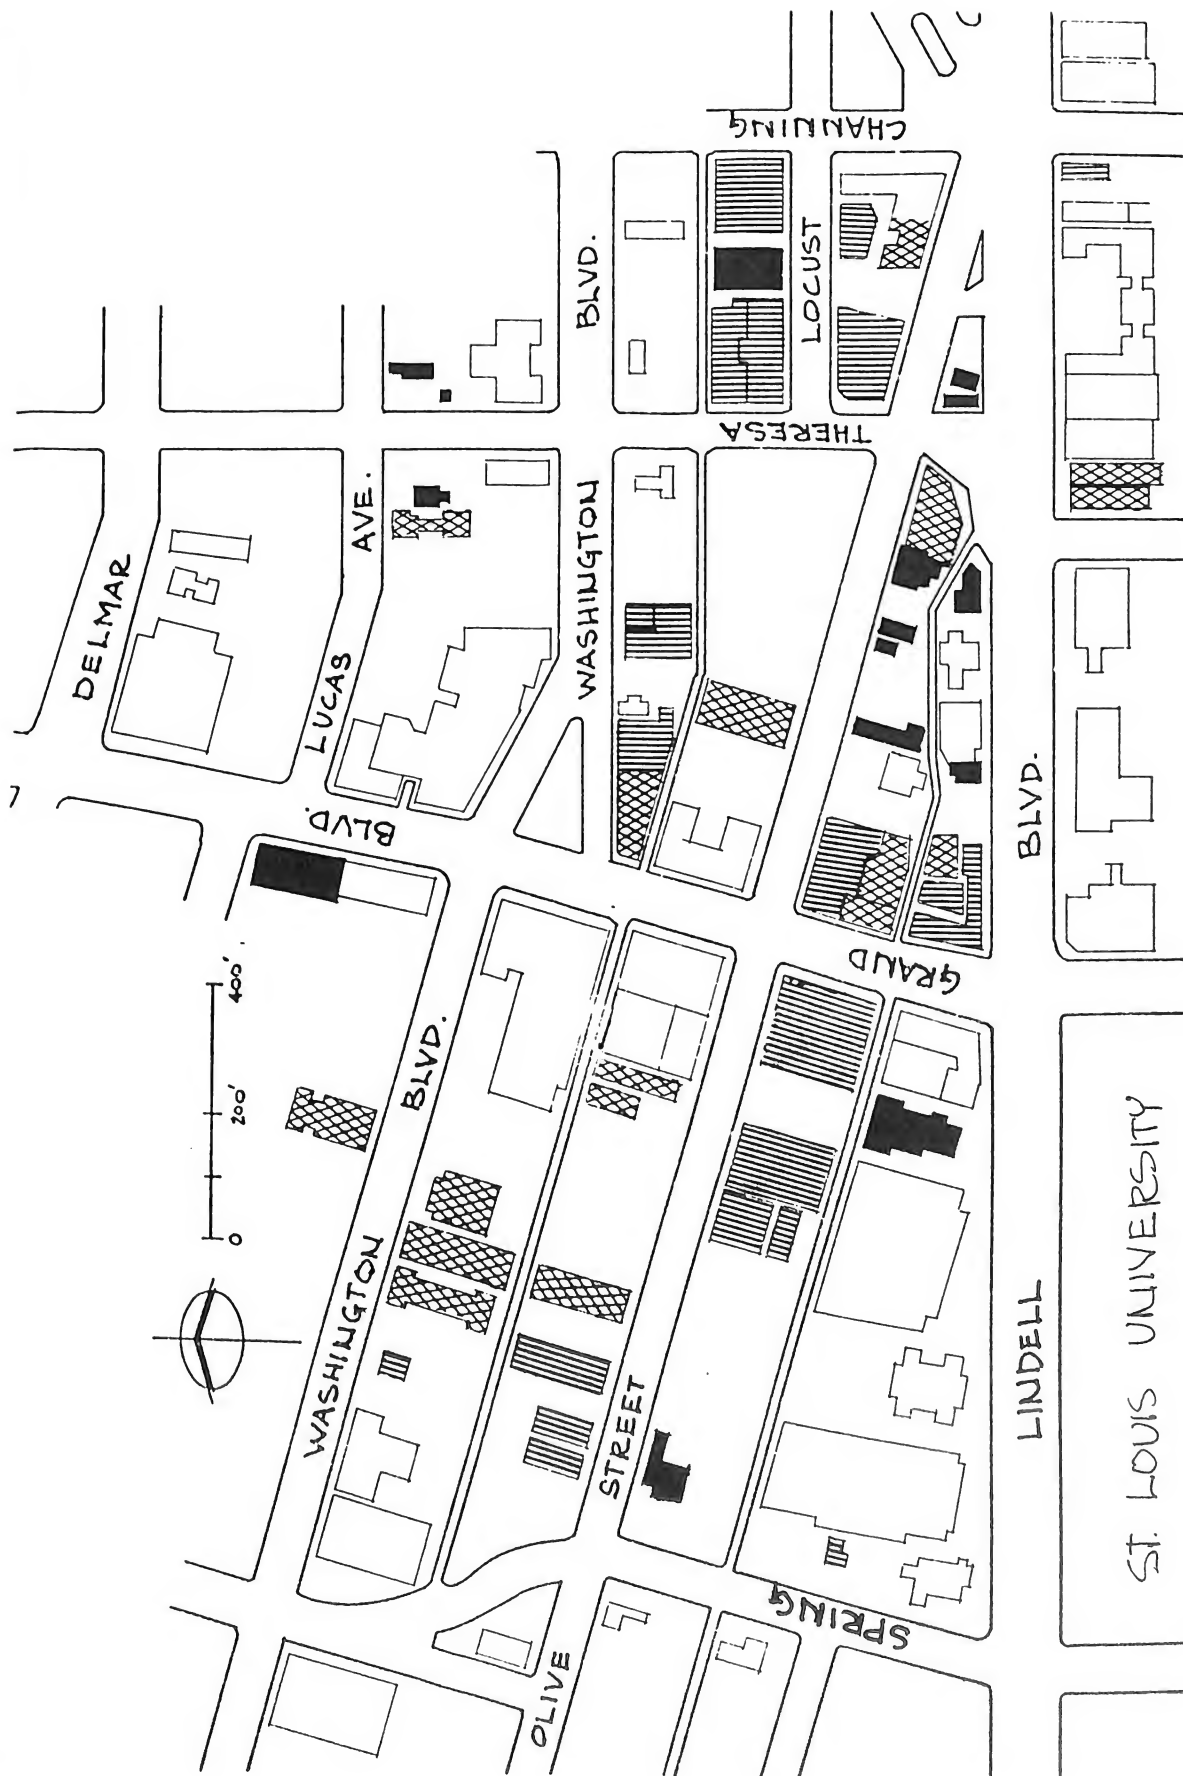 CHANNING
BLVD.
LOCUST
THERESA
AVE.
DELMAR
WASHINGTON
LUCAS
BLVD.
BLVD.
GRAND
400'
200'
0
BLVD.
WASHINGTON
STREET
LINDELL
ST. LOUIS UNIVERSITY
SPRING
OLIVE